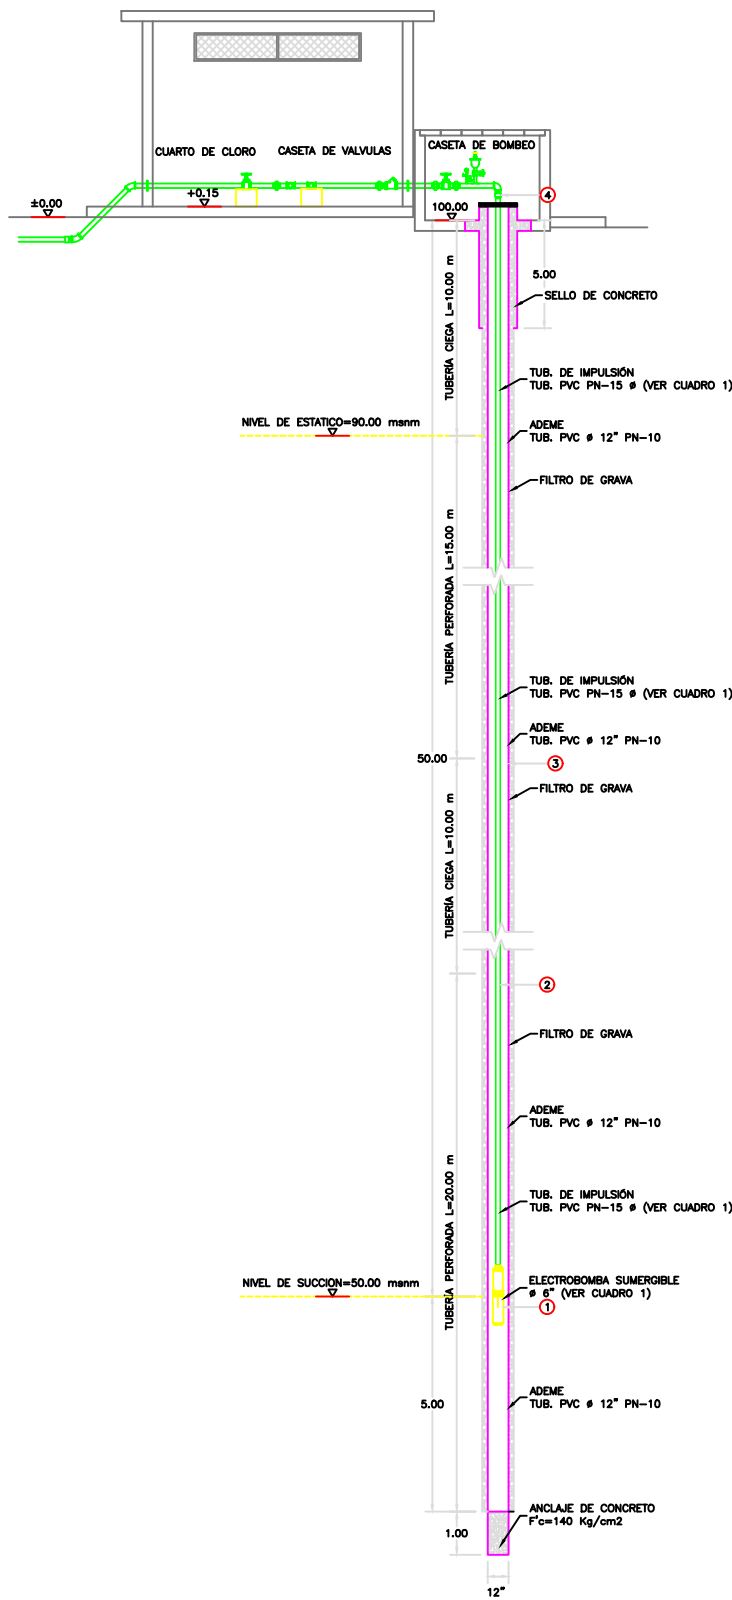 CUARTO DE CLORO
CASETA DE VALVULAS
CASETA DE BOMBEO
±0.00
+0.15
100.00
4
5.00
SELLO DE CONCRETO
TUBERÍA CIEGA L=10.00 m
TUB. DE IMPULSIÓN
TUB. PVC PN-15 ø (VER CUADRO 1)
NIVEL DE ESTATICO=90.00 msnm
ADEME
TUB. PVC ø 12" PN-10
FILTRO DE GRAVA
TUBERÍA PERFORADA L=15.00 m
TUB. DE IMPULSIÓN
TUB. PVC PN-15 ø (VER CUADRO 1)
ADEME
TUB. PVC ø 12" PN-10
50.00
3
FILTRO DE GRAVA
TUBERÍA CIEGA L=10.00 m
2
FILTRO DE GRAVA
ADEME
TUB. PVC ø 12" PN-10
TUBERÍA PERFORADA L=20.00 m
TUB. DE IMPULSIÓN
TUB. PVC PN-15 ø (VER CUADRO 1)
NIVEL DE SUCCION=50.00 msnm
ELECTROBOMBA SUMERGIBLE
ø 6" (VER CUADRO 1)
1
5.00
ADEME
TUB. PVC ø 12" PN-10
ANCLAJE DE CONCRETO
F'c=140 Kg/cm2
1.00
12"